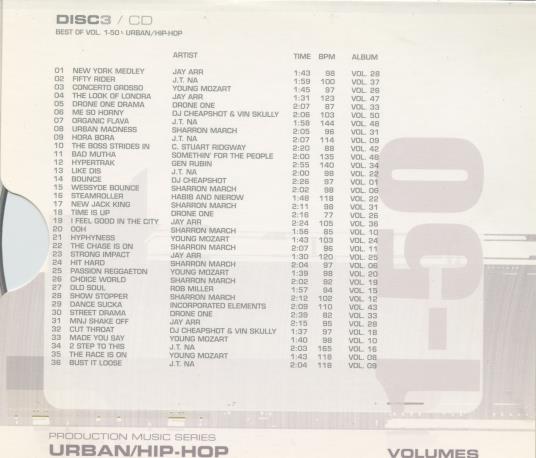 DISC3 / CD
BEST OF VOL. 1-50 \ URBAN/HIP-HOP
ARTIST TIME BPM ALBUM
01 NEW YORK MEDLEY JAY ARR 1:43 98 VOL. 28
02 FIFTY RIDER J.T. NA 1:59 100 VOL. 37
03 CONCERTO GROSSO YOUNG MOZART 1:45 97 VOL. 26
04 THE LOOK OF LONDRA JAY ARR 1:31 123 VOL. 47
05 DRONE ONE DRAMA DRONE ONE 2:07 87 VOL. 33
06 ME SO HORNY DJ CHEAPSHOT & VIN SKULLY 2:06 103 VOL. 50
07 ORGANIC FLAVA J.T. NA 1:58 144 VOL. 48
08 URBAN MADNESS SHARRON MARCH 2:05 96 VOL. 31
09 HORA BORA J.T. NA 2:07 114 VOL. 09
10 THE BOSS STRIDES IN C. STUART RIDGWAY 2:20 88 VOL. 42
11 BAD MUTHA SOMETHIN' FOR THE PEOPLE 2:00 135 VOL. 48
12 HYPERTRAK GEN RUBIN 2:55 140 VOL. 34
13 LIKE DIS J.T. NA 2:00 98 VOL. 22
14 BOUNCE DJ CHEAPSHOT 2:26 97 VOL. 01
15 WESSYDE BOUNCE SHARRON MARCH 2:02 98 VOL. 06
16 STEAMROLLER HABIB AND NIEROW 1:48 118 VOL. 22
17 NEW JACK KING SHARRON MARCH 2:11 98 VOL. 31
18 TIME IS UP DRONE ONE 2:16 77 VOL. 26
19 I FEEL GOOD IN THE CITY JAY ARR 2:24 105 VOL. 36
20 OOH SHARRON MARCH 1:56 85 VOL. 10
21 HYPHYNESS YOUNG MOZART 1:43 103 VOL. 24
22 THE CHASE IS ON SHARRON MARCH 2:07 96 VOL. 11
23 STRONG IMPACT JAY ARR 1:30 120 VOL. 25
24 HIT HARD SHARRON MARCH 2:04 97 VOL. 06
25 PASSION REGGAETON YOUNG MOZART 1:39 98 VOL. 20
26 CHOICE WORLD SHARRON MARCH 2:02 92 VOL. 19
27 OLD SOUL ROB MILLER 1:57 94 VOL. 15
28 SHOW STOPPER SHARRON MARCH 2:12 102 VOL. 12
29 DANCE SUCKA INCORPORATED ELEMENTS 2:09 110 VOL. 43
30 STREET DRAMA DRONE ONE 2:39 82 VOL. 33
31 MNJ SHAKE OFF JAY ARR 2:15 95 VOL. 28
32 CUT THROAT DJ CHEAPSHOT & VIN SKULLY 1:37 97 VOL. 18
33 MADE YOU SAY YOUNG MOZART 1:40 98 VOL. 10
34 2 STEP TO THIS J.T. NA 2:03 165 VOL. 16
35 THE RACE IS ON YOUNG MOZART 1:43 118 VOL. 08
36 BUST IT LOOSE J.T. NA 2:04 118 VOL. 09
1-50
PRODUCTION MUSIC SERIES
URBAN/HIP-HOP VOLUMES